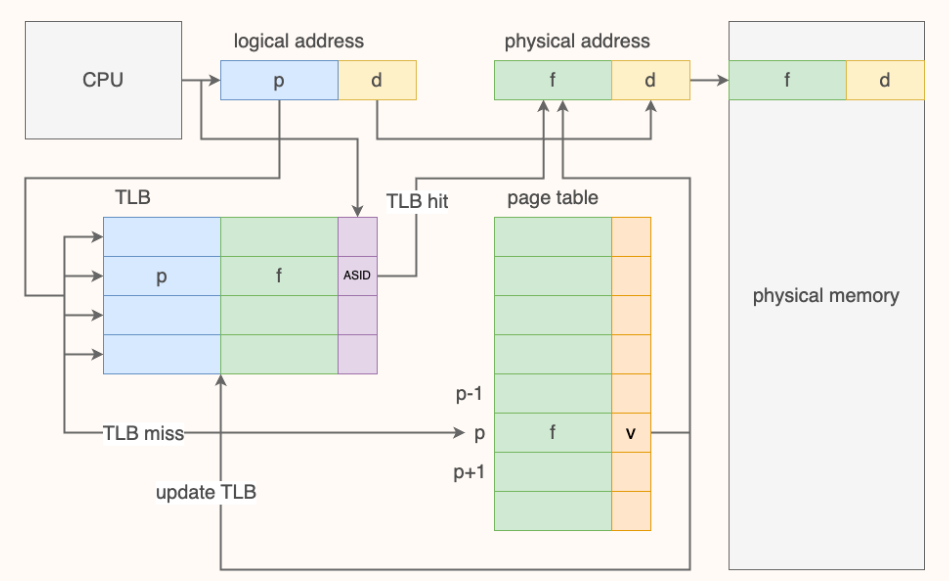 logical address
physical address
CPU
p
d
f
d
f
d
TLB
TLB hit
page table
p
f
ASID
physical memory
p-1
TLB miss
p
f
v
p+1
update TLB